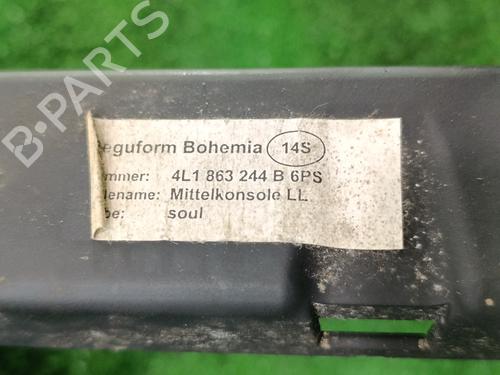 B-PARTS
eguform Bohemia 14S
mmer: 4L1 863 244 B 6PS
lename: Mittelkonsole LL
be: soul